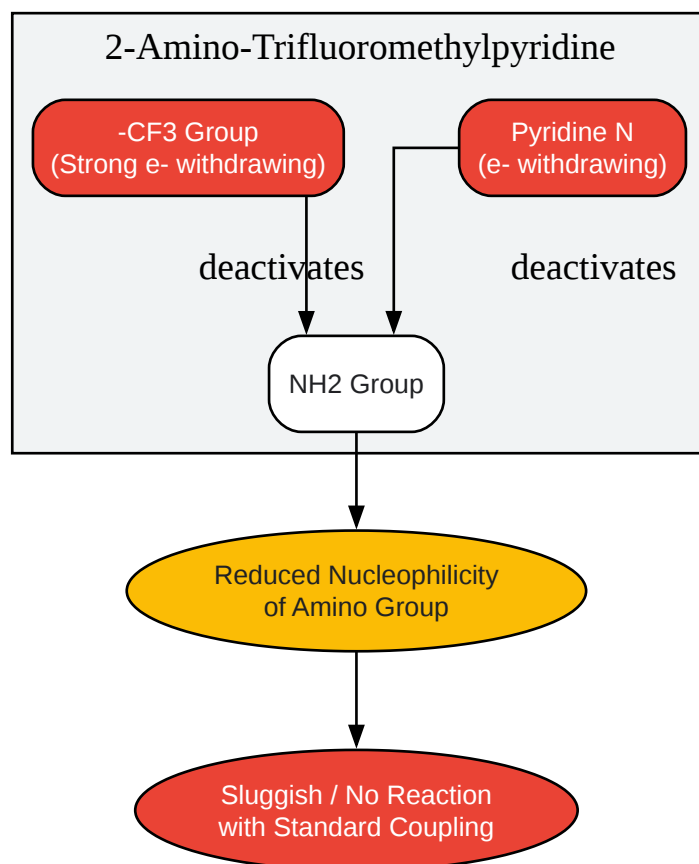 2-Amino-Trifluoromethylpyridine
-CF3 Group
(Strong e- withdrawing)
Pyridine N
(e- withdrawing)
deactivates
deactivates
NH2 Group
Reduced Nucleophilicity
of Amino Group
Sluggish / No Reaction
with Standard Coupling